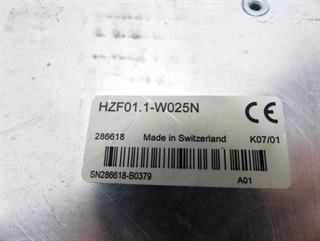 HZF01.1-W025N
CE
286618 Made in Switzerland K07/01
SN286618-B0379 A01